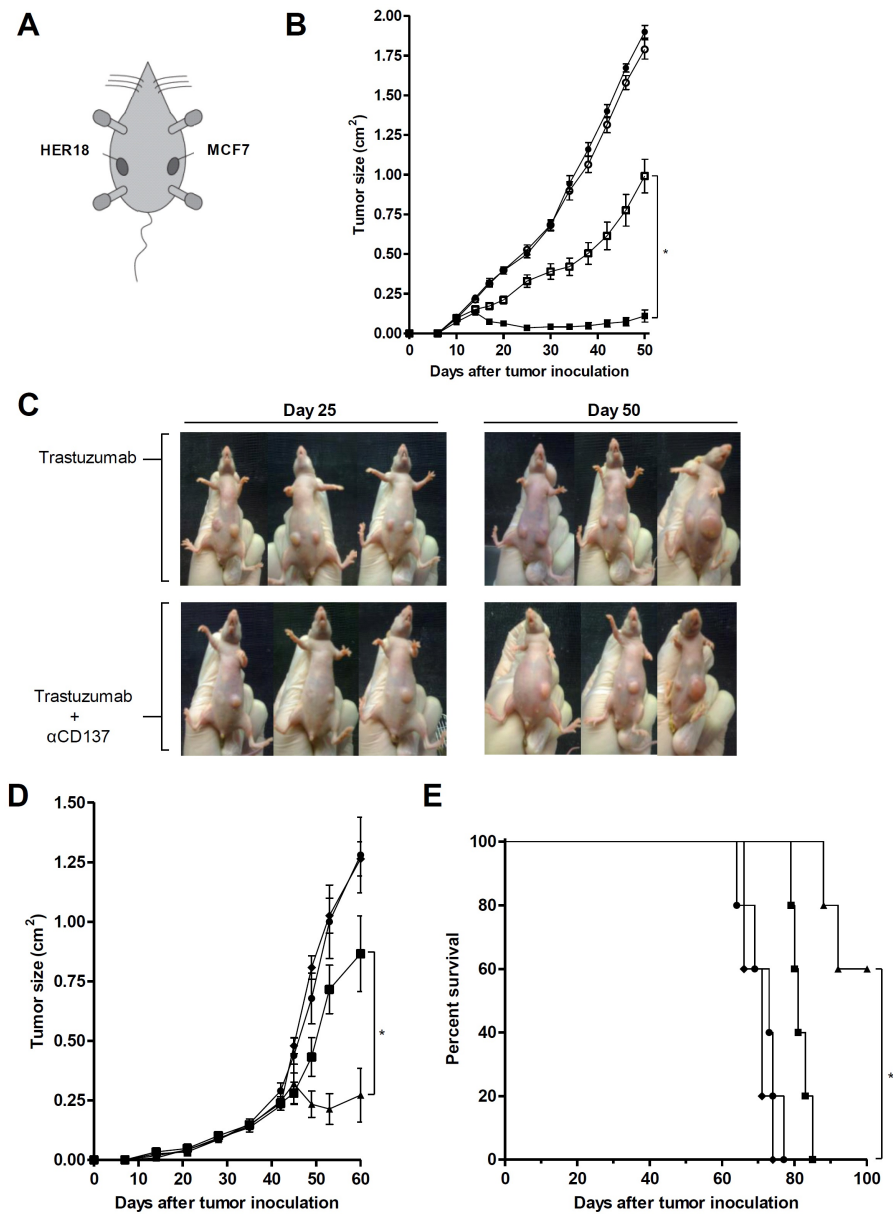 A
HER18
MCF7
B
Tumor size (cm2)
2.00
1.75
1.50
1.25
1.00
0.75
0.50
0.25
0.00
0 10 20 30 40 50
*
Days after tumor inoculation
C
Day 25
Day 50
Trastuzumab
Trastuzumab
+
αCD137
D
Tumor size (cm2)
1.50
1.25
1.00
0.75
0.50
0.25
0.00
0 10 20 30 40 50 60
*
Days after tumor inoculation
E
Percent survival
100
80
60
40
20
0
0 20 40 60 80 100
*
Days after tumor inoculation